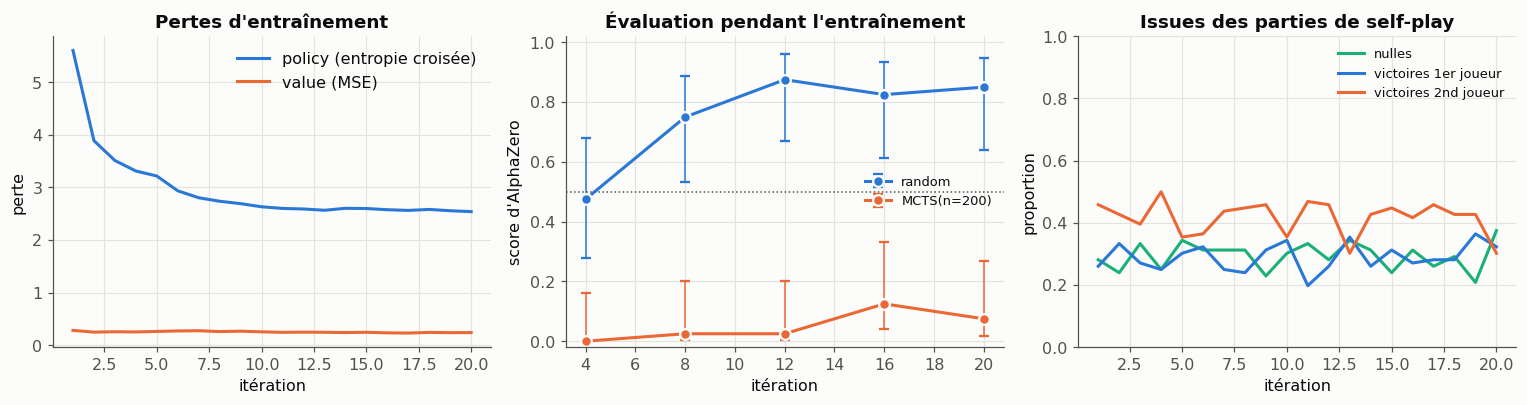 Pertes d'entraînement
policy (entropie croisée)
value (MSE)
perte
5
4
3
2
1
0
2.5 5.0 7.5 10.0 12.5 15.0 17.5 20.0
itération
Évaluation pendant l'entraînement
score d'AlphaZero
1.0
0.8
0.6
0.4
0.2
0.0
random
MCTS(n=200)
4 6 8 10 12 14 16 18 20
itération
Issues des parties de self-play
nulles
victoires 1er joueur
victoires 2nd joueur
proportion
1.0
0.8
0.6
0.4
0.2
0.0
2.5 5.0 7.5 10.0 12.5 15.0 17.5 20.0
itération